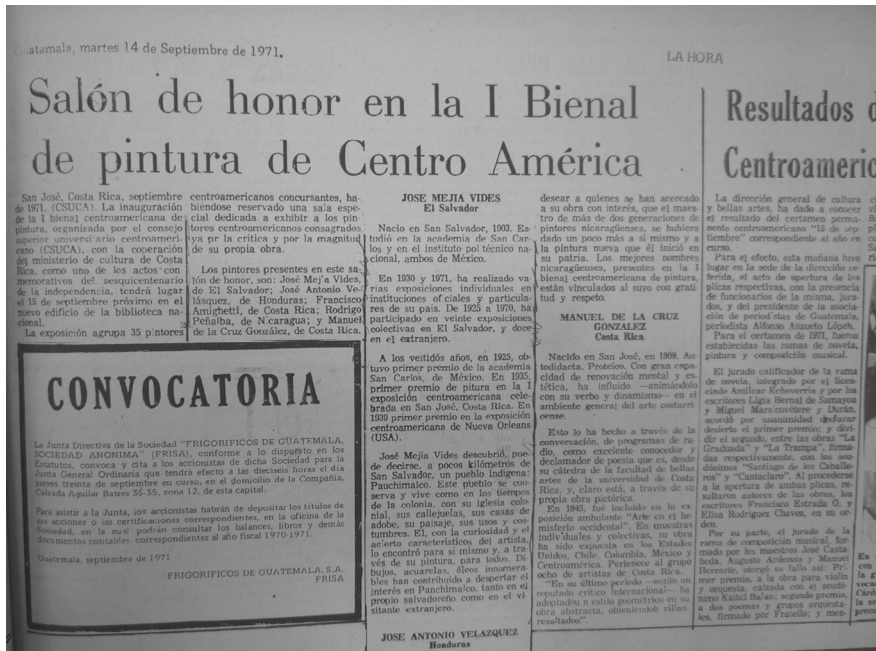 Guatemala, martes 14 de Septiembre de 1971.
LA HORA
Salón de honor en la I Bienal
de pintura de Centro América
San José, Costa Rica, septiembre
de 1971, (CSUCA). La inauguración
de la I bienal centroamericana de
pintura, organizada por el consejo
superior universitario centroameri-
cano (CSUCA), con la cooperación
del ministerio de cultura de Costa
Rica, como uno de los actos con-
memorativos del sesquicentenario
de la independencia, tendrá lugar
el 15 de septiembre próximo en el
nuevo edificio de la biblioteca na-
cional.
La exposición agrupa 35 pintores
centroamericanos concursantes, ha-
biéndose reservado una sala espe-
cial dedicada a exhibir a los pin-
tores centroamericanos consagrados
ya pr la crítica y por la magnitud
de su propia obra.
Los pintores presentes en este sa-
lón de honor, son: José Mejía Vides,
de El Salvador; José Antonio Ve-
lásquez, de Honduras; Francisco
Amighetti, de Costa Rica; Rodrigo
Peñalba, de Nicaragua; y Manuel
de la Cruz Gouzález, de Costa Rica.
CONVOCATORIA
La Junta Directiva de la Sociedad "FRIGORIFICOS DE GUATEMALA,
SOCIEDAD ANONIMA" (FRISA), conforme a lo dispuesto en los
Estatutos, convoca y cita a los accionistas de dicha Sociedad para la
Junta General Ordinaria que tendrá efecto a las dieciseis horas el día
jueves treinta de septiembre en curso, en el domicilio de la Compañía,
Calzada Aguilar Batres 35-35, zona 12, de esta capital.
Para asistir a la Junta, los accionistas habrán de depositar los títulos de
sus acciones o las certificaciones correspondientes, en la oficina de la
Sociedad, en la cual podrán consultar los balances, libros y demás
documentos contables, correspondientes al año fiscal 1970-1971.
Guatemala, septiembre de 1971
FRIGORIFICOS DE GUATEMALA, S.A.
FRISA
JOSE MEJIA VIDES
El Salvador
Nacio en San Salvador, 1903. Es-
tudió en la academia de San Car-
los y en el instituto politécnico na-
cional, ambos de México.
En 1930 y 1971, ha realizado va-
rias exposiciones individuales en
instituciones oficiales y particula-
res de su país. De 1925 a 1970, ha
participado en veinte exposiciones
colectivas en El Salvador, y doce
en el extranjero.
A los veitidós años, en 1925, ob-
tuvo primer premio de la academia
San Carlos, de México. En 1935,
primer premio de pitura en la I
exposición centroamericana cele-
brada en San José, Costa Rica. En
1939 primer premio en la exposición
centroamericana de Nueva Orleáns
(USA).
José Mejía Vides descubrió, pue-
de decirse, a pocos kilómetros de
San Salvador, un pueblo indígena:
Pauchimalco. Este pueblo se con-
serva y vive como en los tiempos
de la colonia, con su iglesia colo-
nial, sus callejuelas, sus casas de
adobe, su paisaje, sus usos y cos-
tumbres. El, con la curiosidad y el
acierto característicos del artista,
lo encontró para sí mismo y, a tra-
vés de su pintura, para todos. Di-
bujos, acuarelas, óleos innumera-
bles han contribuido a despertar el
interés en Panchimalco, tanto en el
propio salvadoreño como en el vi-
sitante extranjero.
JOSE ANTONIO VELAZQUEZ
Honduras
desear a quienes se han acercado
a su obra con interés, que el maes-
tro de más de dos generaciones de
pintores nicaragüenses, se hubiera
dado un poco más a sí mismo y a
la pintura nueva que él inició en
su patria. Los mejores nombres
nicaragüenses, presentes en la I
bienal centroamericana de pintura,
están vinculados al suyo con grati
tud y respeto.
MANUEL DE LA CRUZ
GONZALEZ
Costa Rica
Nacido en San José, en 1909. Au-
todidacta. Proteico. Con gran capa-
cidad de renovación mental y es-
tética, ha influido —animándolo
con su verbo y dinamismo— en el
ambiente general del arte costarri-
cense.
Esto lo ha hecho a través de la
conversación, de programas de ra-
dio, como excelente conocedor y
declamador de poesía que es, desde
su cátedra de la facultad de bellas
artes de la universidad de Costa
Rica y, claro está, a través de su
propia obra pictórica.
En 1945, fué incluido en la ex-
posición ambulante "Arte en el he-
misferio occidental". En muestras
individuales y colectivas, su obra
ha sido expuesta en los Estados
Unidos, Chile, Colombia, México y
Centroamérica. Pertenece al grupo
ocho de artistas de Costa Rica.
"En su último período —según un
reputado crítico internacional— ha
adoptado un estilo geométrico en su
obra abstracta,
resultados".
Resultados d
Centroameric
La dirección general de cultura
y bellas artes, ha dado a conocer
el resultado del certamen perma-
nente centroamericano "15 de sep-
tiembre" correspondiente al año en
curso.
Para el efecto, esta mañana tuvo
lugar en la sede de la dirección re-
ferida, el acto de apertura de las
plicas respectivas, con la presencia
de funcionarios de la misma, jura-
dos, y del presidente de la asocia-
ción de periodistas de Guatemala,
periodista Alfonso Anzueto Lópeh.
Para el certamen de 1971, fueron
establecidas las ramas de novela,
pintura y composición musical.
El jurado calificador de la rama
de novela, integrado por el licen-
ciado Amílcar Echeverría y por los
escritores Ligia Bernal de Samayoa
y Miguel Marsicovétere y Durán,
acordó por unanimidad declarar
desierto el primer premio; y divi-
dir el segundo, entre las obras "La
Graduada" y "La Trampa", firma-
das respectivamente, con los seu-
dónimos "Santiago de los Caballe-
ros" y "Cantaclaro". Al procederse
a la apertura de ambas plicas, re-
sultaron autores de las obras, los
escritores Francisco Estrada O. y
Elisa Rodríguez Chávez, en su or-
den.
Por su parte, el jurado de la
rama de composición musical, for-
mado por los maestros José Casta-
ñeda, Augusto Ardenois y Manuel
Herrarte, otorgó su fallo así: Pri-
mer premio, a la obra para violín
y orquesta, calzada con el seudó-
nimo Kaibil Balan; segundo premio,
a dos poemas y grupos orquesta-
les, firmado por Fratello; y men-